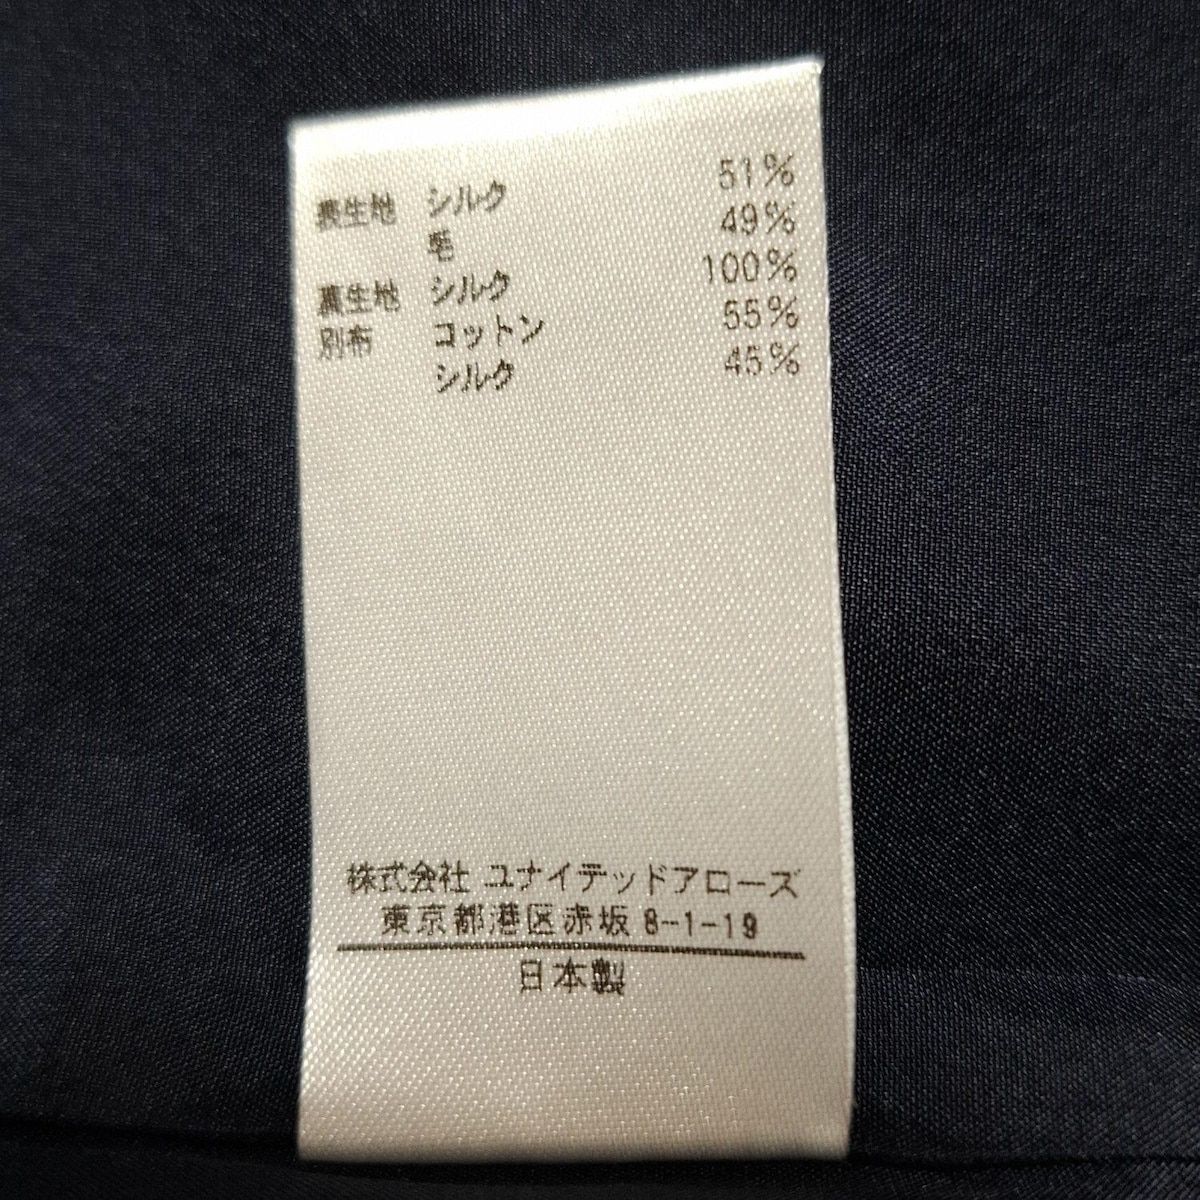 表生地 シルク 51%
毛 49%
裏生地 シルク 100%
別布 コットン 55%
シルク 45%
株式会社 ユナイテッドアローズ
東京都港区赤坂 8-1-19
日本製